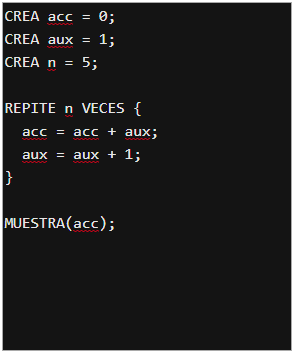 CREA acc = 0;
CREA aux = 1;
CREA n = 5;
REPITE n VECES {
acc = acc + aux;
aux = aux + 1;
}
MUESTRA(acc);